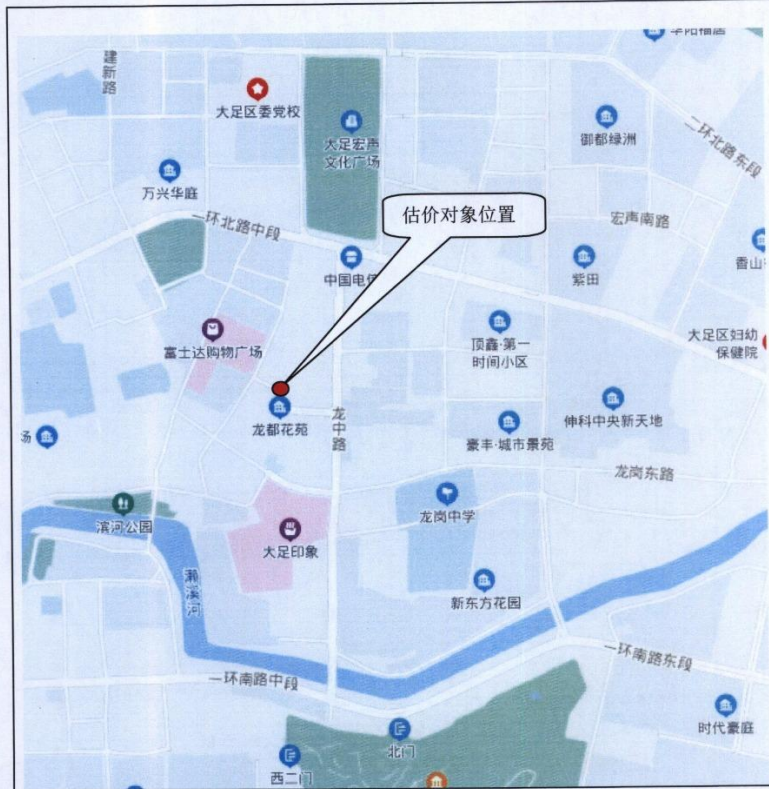 华阳福居
建新路
大足区委党校
大足宏声
文化广场
御都绿洲
二环北路东段
万兴华庭
估价对象位置
一环北路中段
宏声南路
中国电信
紫田
香山
富士达购物广场
顶鑫·第一
时间小区
大足区妇幼
保健院
龙中路
龙都花苑
伸科中央新天地
场
豪丰·城市景苑
龙岗东路
滨河公园
龙岗中学
大足印象
濑溪河
新东方花园
一环南路东段
一环南路中段
时代豪庭
北门
西二门